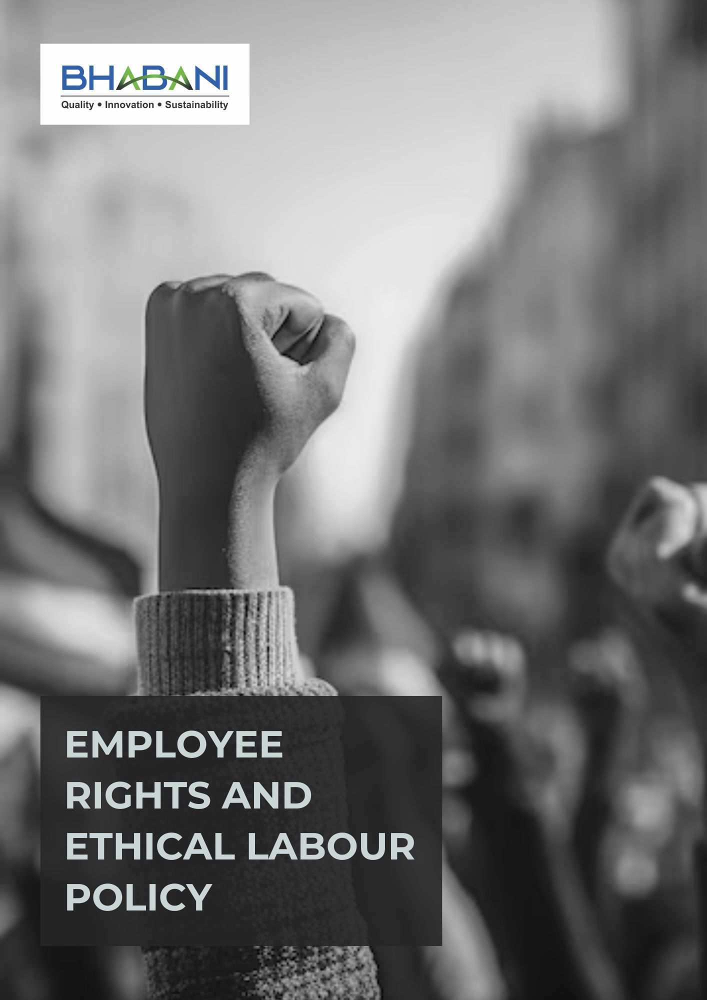 BHABANI
Quality • Innovation • Sustainability
EMPLOYEE
RIGHTS AND
ETHICAL LABOUR
POLICY